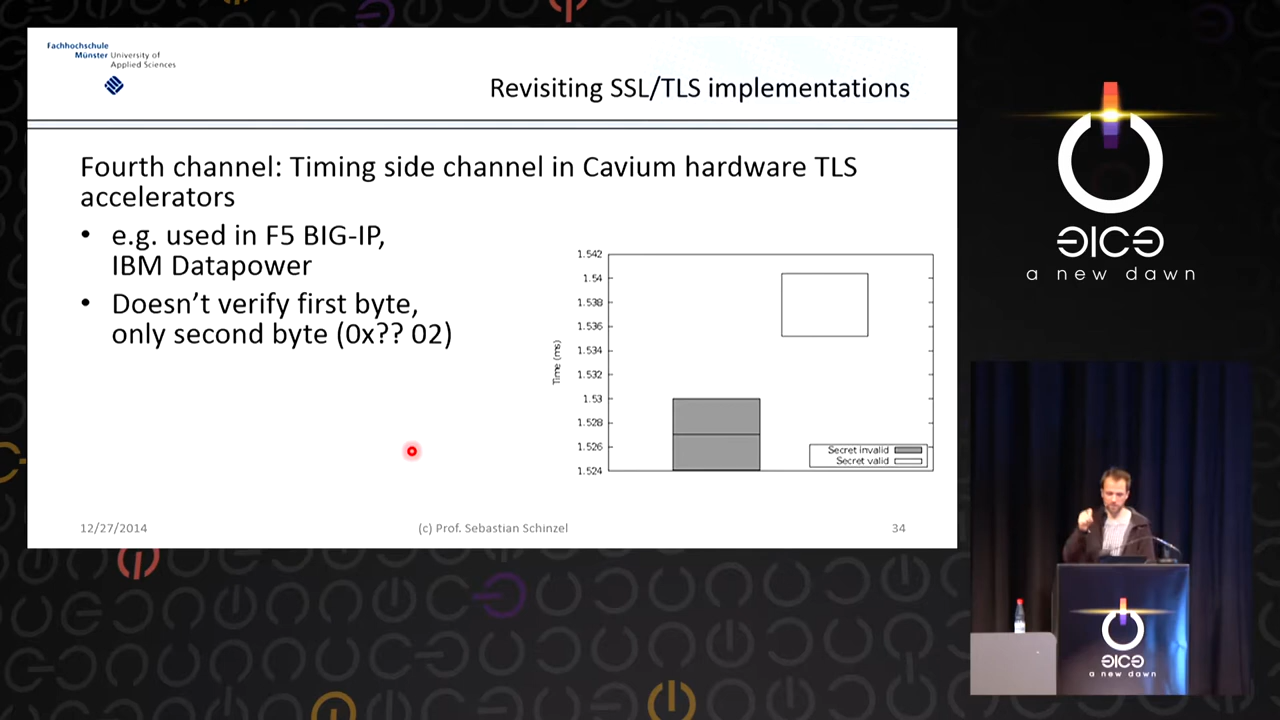 Fachhochschule
Münster University of
Applied Sciences
Revisiting SSL/TLS implementations
Fourth channel: Timing side channel in Cavium hardware TLS
accelerators
• e.g. used in F5 BIG-IP,
IBM Datapower
• Doesn’t verify first byte,
only second byte (0x?? 02)
Time (ms)
1.542
1.54
1.538
1.536
1.534
1.532
1.53
1.528
1.526
1.524
Secret invalid
Secret valid
12/27/2014
(c) Prof. Sebastian Schinzel
34
a new dawn
a new dawn